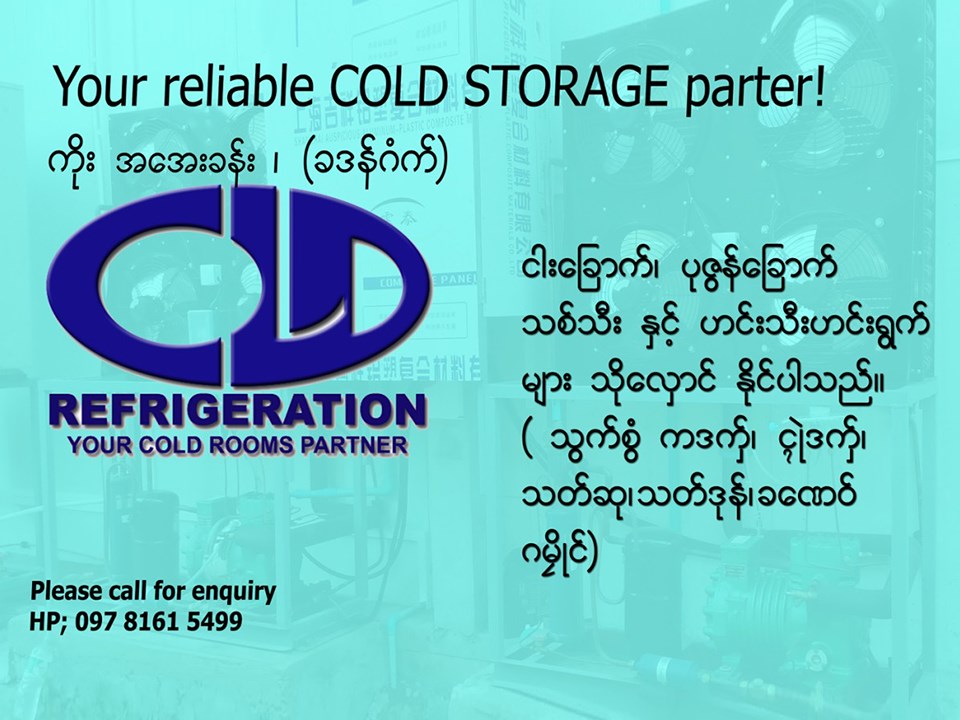 Your reliable COLD STORAGE parter!
ကိုး အအေးခန်း ၊ (ခဒန်ဂံက်)
CLD
REFRIGERATION
YOUR COLD ROOMS PARTNER
ငါးခြောက်၊ ပုဇွန်ခြောက်
သစ်သီး နှင့် ဟင်းသီးဟင်းရွက်
များ သိုလှောင် နိုင်ပါသည်။
( သွက်စွံ ကဒက်ှ၊ ဍုဲဒက်ှ၊
သတ်ဆု၊သတ်ဒုန်၊ခဏေဝ်
ဂမၠိုင်)
Please call for enquiry
HP; 097 8161 5499
COMPOSITE PANEL